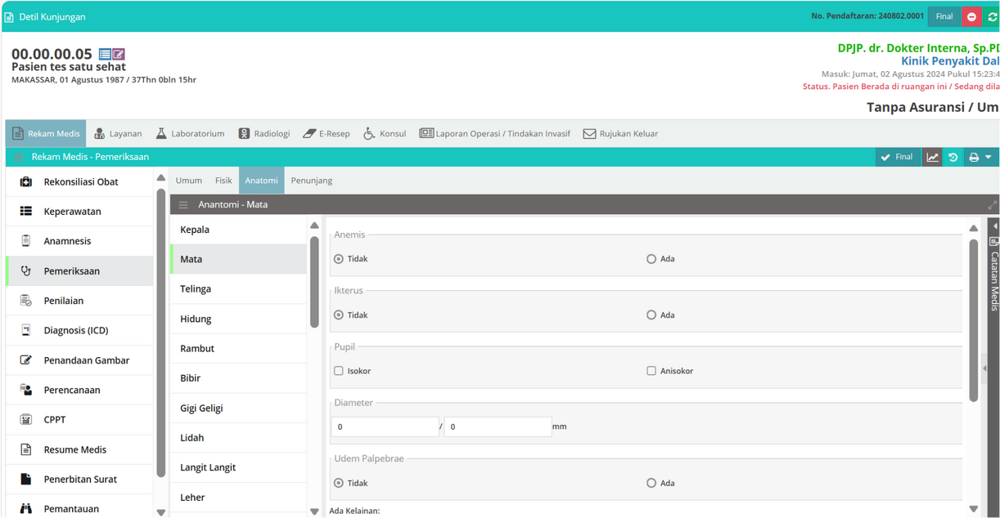 Detil Kunjungan
No. Pendaftaran: 240802.0001 Final
00.00.00.05
Pasien tes satu sehat
MAKASSAR, 01 Agustus 1987 / 37Thn 0bln 15hr
DPJP. dr. Dokter Interna, Sp.PD
Kinik Penyakit Dal
Masuk: Jumat, 02 Agustus 2024 Pukul 15:23:4
Status. Pasien Berada di ruangan ini / Sedang dila
Tanpa Asuransi / Um
Rekam Medis Layanan Laboratorium Radiologi E-Resep Konsul Laporan Operasi / Tindakan Invasif Rujukan Keluar
Rekam Medis - Pemeriksaan Final
Rekonsiliasi Obat
Keperawatan
Anamnesis
Pemeriksaan
Penilaian
Diagnosis (ICD)
Penandaan Gambar
Perencanaan
CPPT
Resume Medis
Penerbitan Surat
Pemantauan
Umum Fisik Anatomi Penunjang
Anantomi - Mata
Kepala
Mata
Telinga
Hidung
Rambut
Bibir
Gigi Geligi
Lidah
Langit Langit
Leher
Anemis
Tidak Ada
Ikterus
Tidak Ada
Pupil
Isokor Anisokor
Diameter
0 / 0 mm
Udem Palpebrae
Tidak Ada
Ada Kelainan:
Catatan Medis